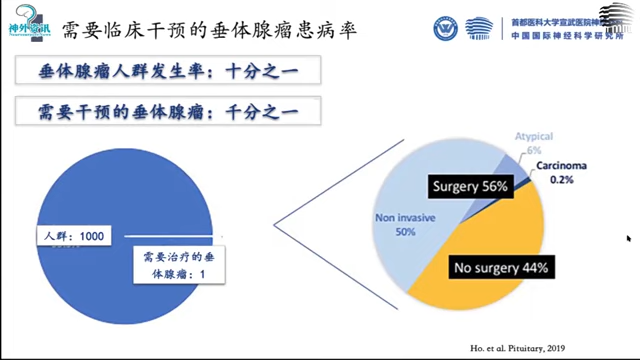 神外资讯
需要临床干预的垂体腺瘤患病率
首都医科大学宣武医院神经外科
中国国际神经科学研究所
垂体腺瘤人群发生率：十分之一
需要干预的垂体腺瘤：千分之一
人群：1000
需要治疗的垂
体腺瘤：1
Atypical
6%
Carcinoma
0.2%
Surgery 56%
Non invasive
50%
No surgery 44%
Ho. et al. Pituitary, 2019